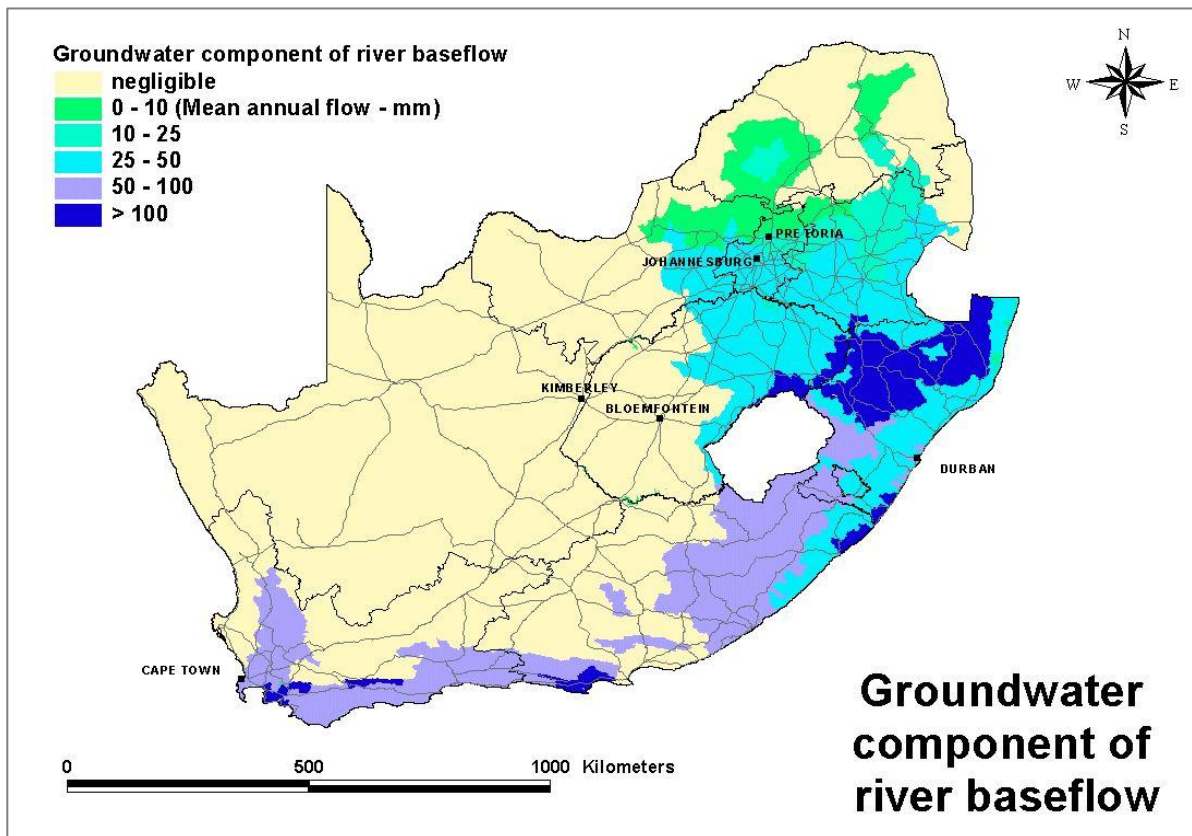 Groundwater component of river baseflow
negligible
0 - 10 (Mean annual flow - mm)
10 - 25
25 - 50
50 - 100
> 100
N
W E
S
PRETORIA
JOHANNESBURG
KIMBERLEY
BLOEMFONTEIN
DURBAN
CAPE TOWN
0 500 1000 Kilometers
Groundwater
component of
river baseflow